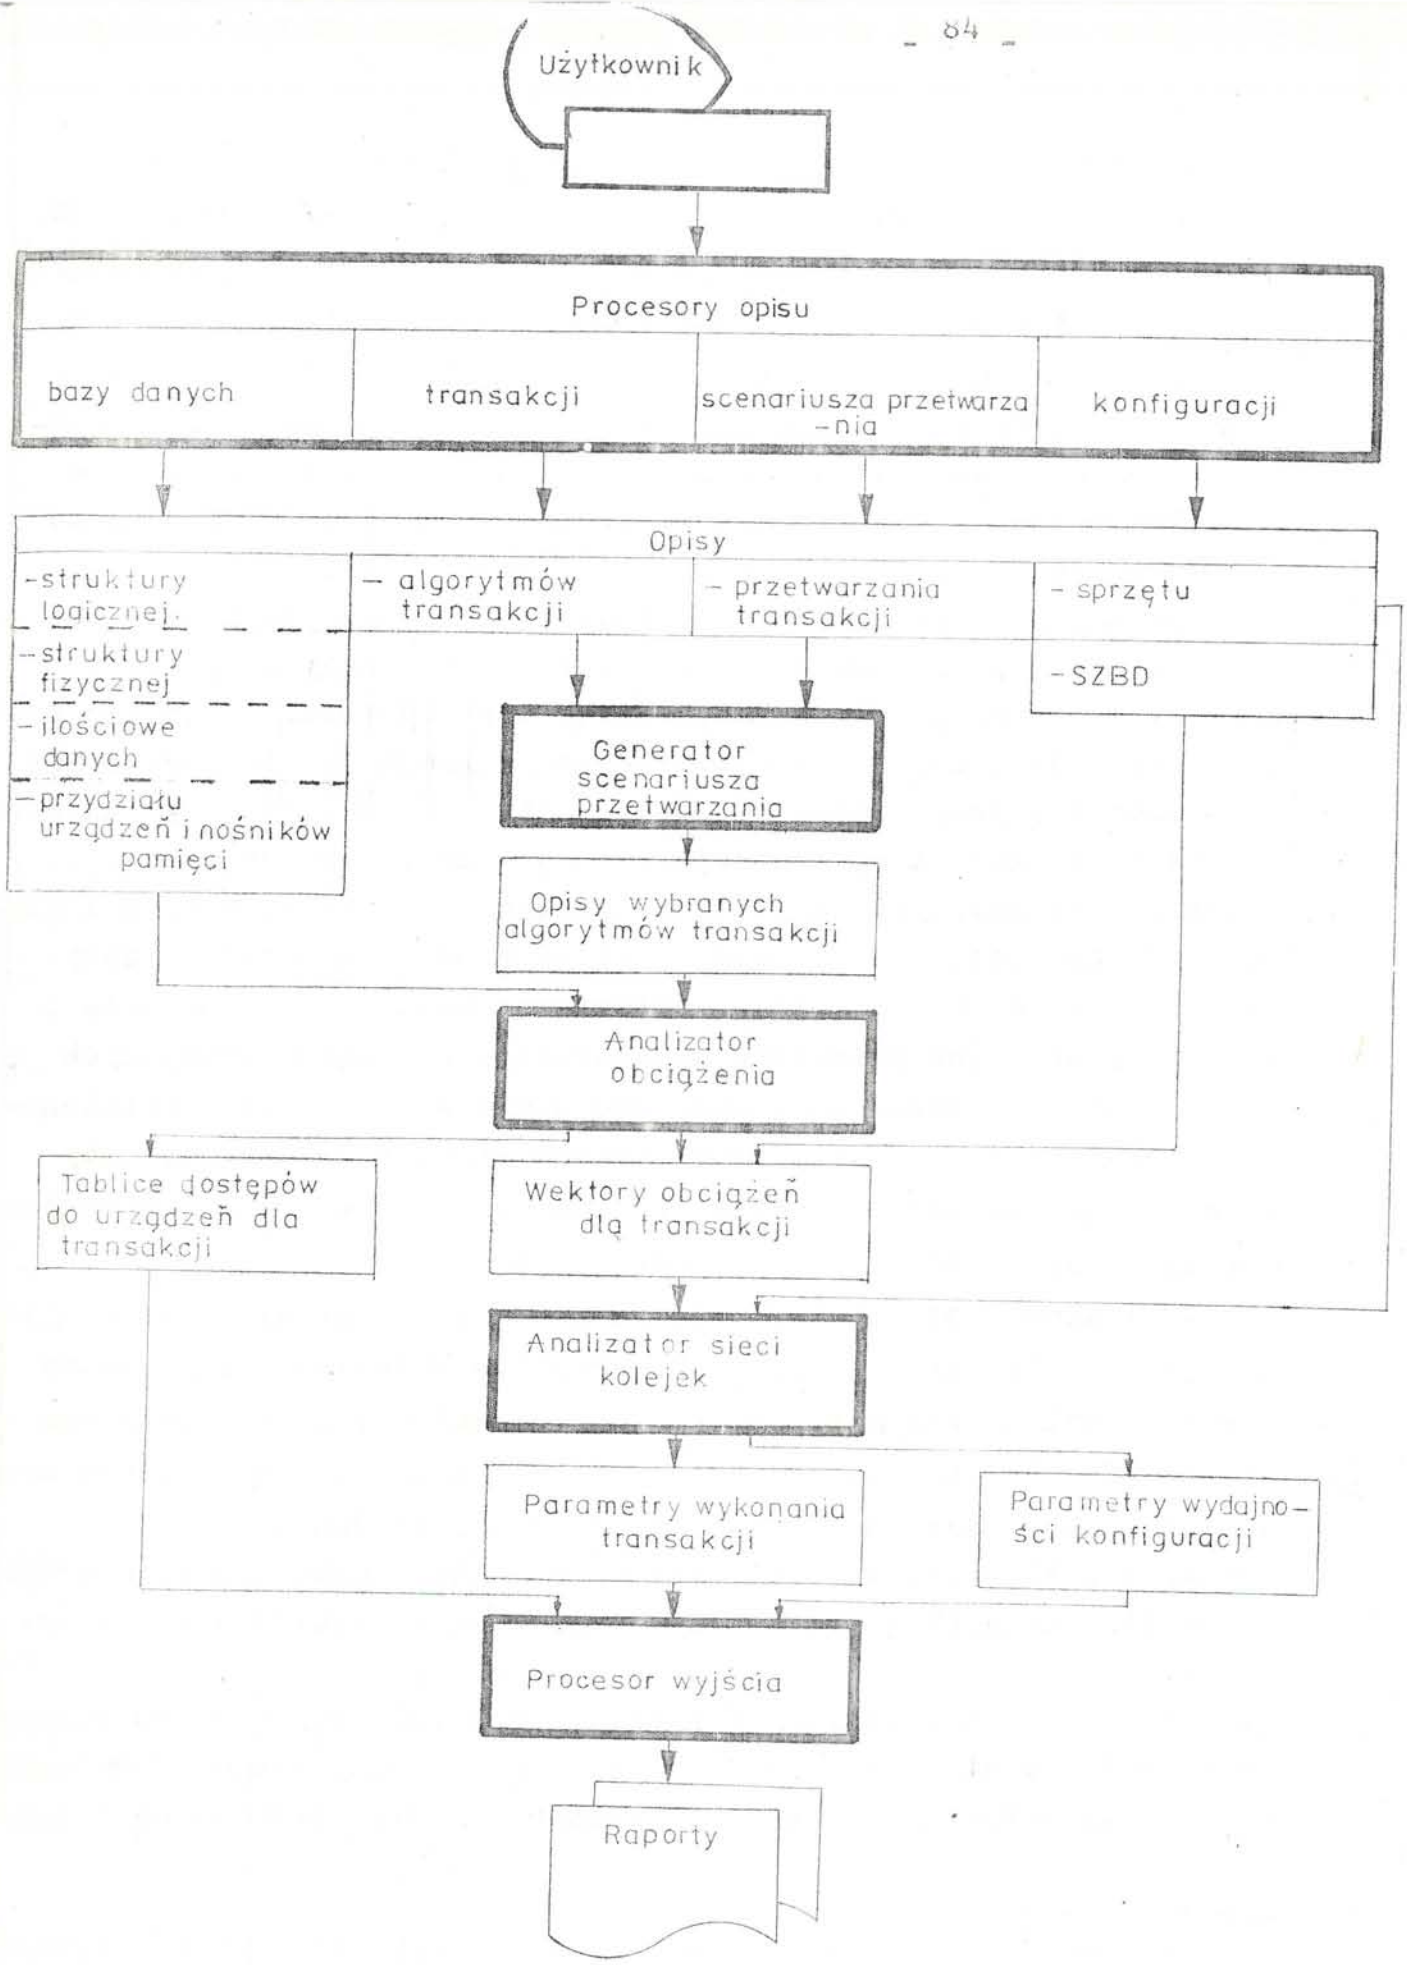 - 84 -
Użytkownik
Procesory opisu
bazy danych
transakcji
scenariusza przetwarza
-nia
konfiguracji
Opisy
-struktury
logicznej.
-struktury
fizycznej
-ilościowe
danych
-przydziału
urządzeń i nośników
pamięci
- algorytmów
transakcji
- przetwarzania
transakcji
- sprzętu
- SZBD
Generator
scenariusza
przetwarzania
Opisy wybranych
algorytmów transakcji
Analizator
obciążenia
Tablice dostępów
do urządzeń dla
transakcji
Wektory obciążeń
dla transakcji
Analizator sieci
kolejek
Parametry wykonania
transakcji
Parametry wydajno-
ści konfiguracji
Procesor wyjścia
Raporty